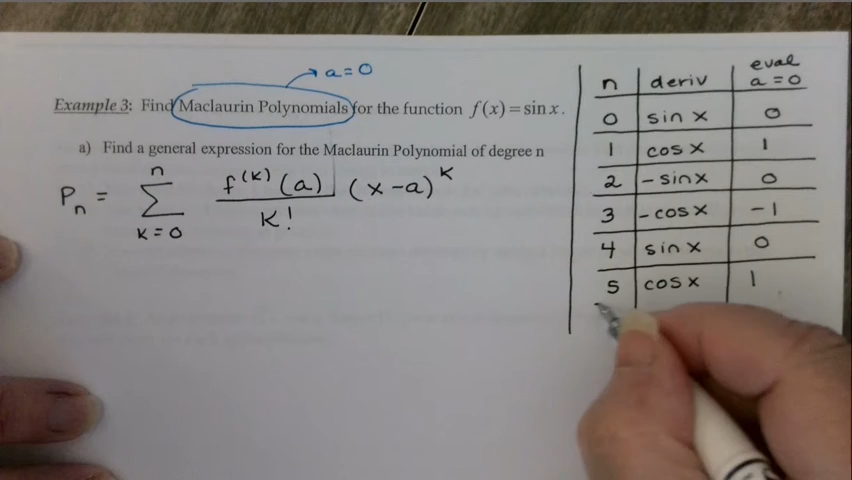 a = 0
Example 3: Find Maclaurin Polynomials for the function f(x) = sin x.
a) Find a general expression for the Maclaurin Polynomial of degree n
Pₙ = n Σ K = 0 f⁽ᴷ⁾(a) / K! (x - a)ᴷ
n deriv eval a = 0
0 sin x 0
1 cos x 1
2 - sin x 0
3 - cos x - 1
4 sin x 0
5 cos x 1